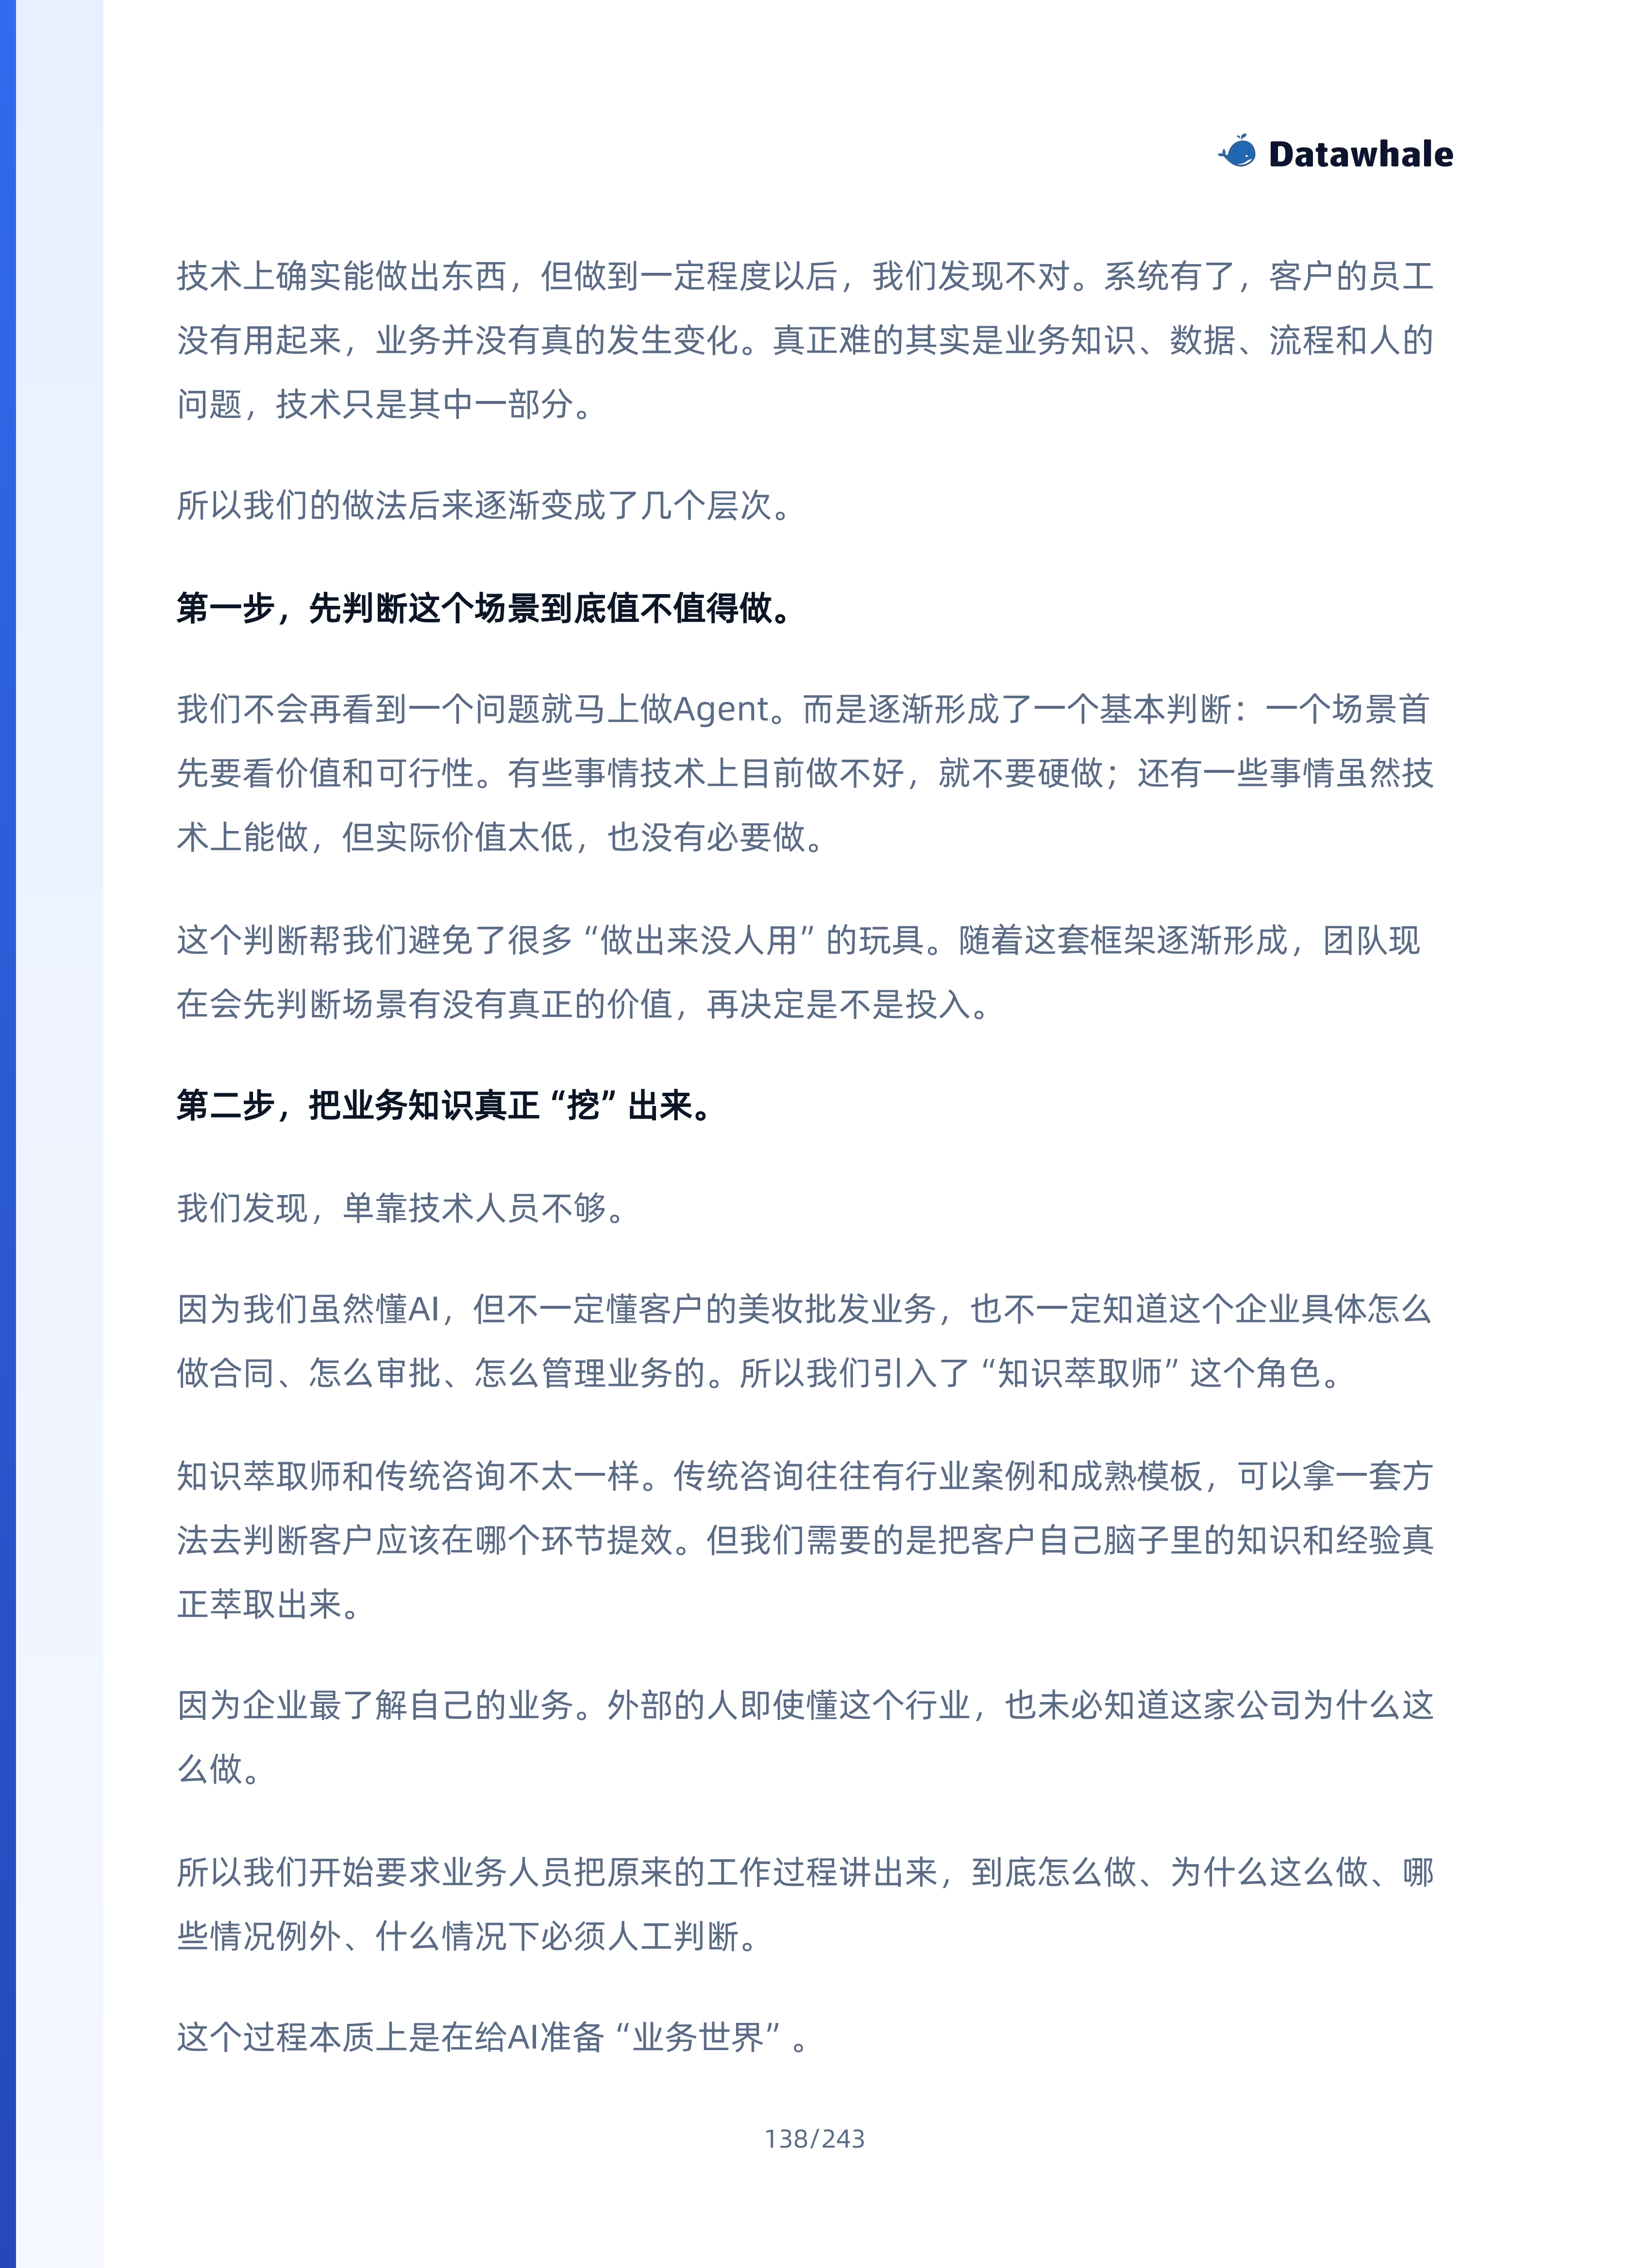 Datawhale
技术上确实能做出东西，但做到一定程度以后，我们发现不对。系统有了，客户的员工
没有用起来，业务并没有真的发生变化。真正难的其实是业务知识、数据、流程和人的
问题，技术只是其中一部分。
所以我们的做法后来逐渐变成了几个层次。
第一步，先判断这个场景到底值不值得做。
我们不会再看到一个问题就马上做Agent。而是逐渐形成了一个基本判断：一个场景首
先要看价值和可行性。有些事情技术上目前做不好，就不要硬做；还有一些事情虽然技
术上能做，但实际价值太低，也没有必要做。
这个判断帮我们避免了很多“做出来没人用”的玩具。随着这套框架逐渐形成，团队现
在会先判断场景有没有真正的价值，再决定是不是投入。
第二步，把业务知识真正“挖”出来。
我们发现，单靠技术人员不够。
因为我们虽然懂AI，但不一定懂客户的美妆批发业务，也不一定知道这个企业具体怎么
做合同、怎么审批、怎么管理业务的。所以我们引入了“知识萃取师”这个角色。
知识萃取师和传统咨询不太一样。传统咨询往往有行业案例和成熟模板，可以拿一套方
法去判断客户应该在哪个环节提效。但我们需要的是把客户自己脑子里的知识和经验真
正萃取出来。
因为企业最了解自己的业务。外部的人即使懂这个行业，也未必知道这家公司为什么这
么做。
所以我们开始要求业务人员把原来的工作过程讲出来，到底怎么做、为什么这么做、哪
些情况例外、什么情况下必须人工判断。
这个过程本质上是在给AI准备“业务世界”。
138/243